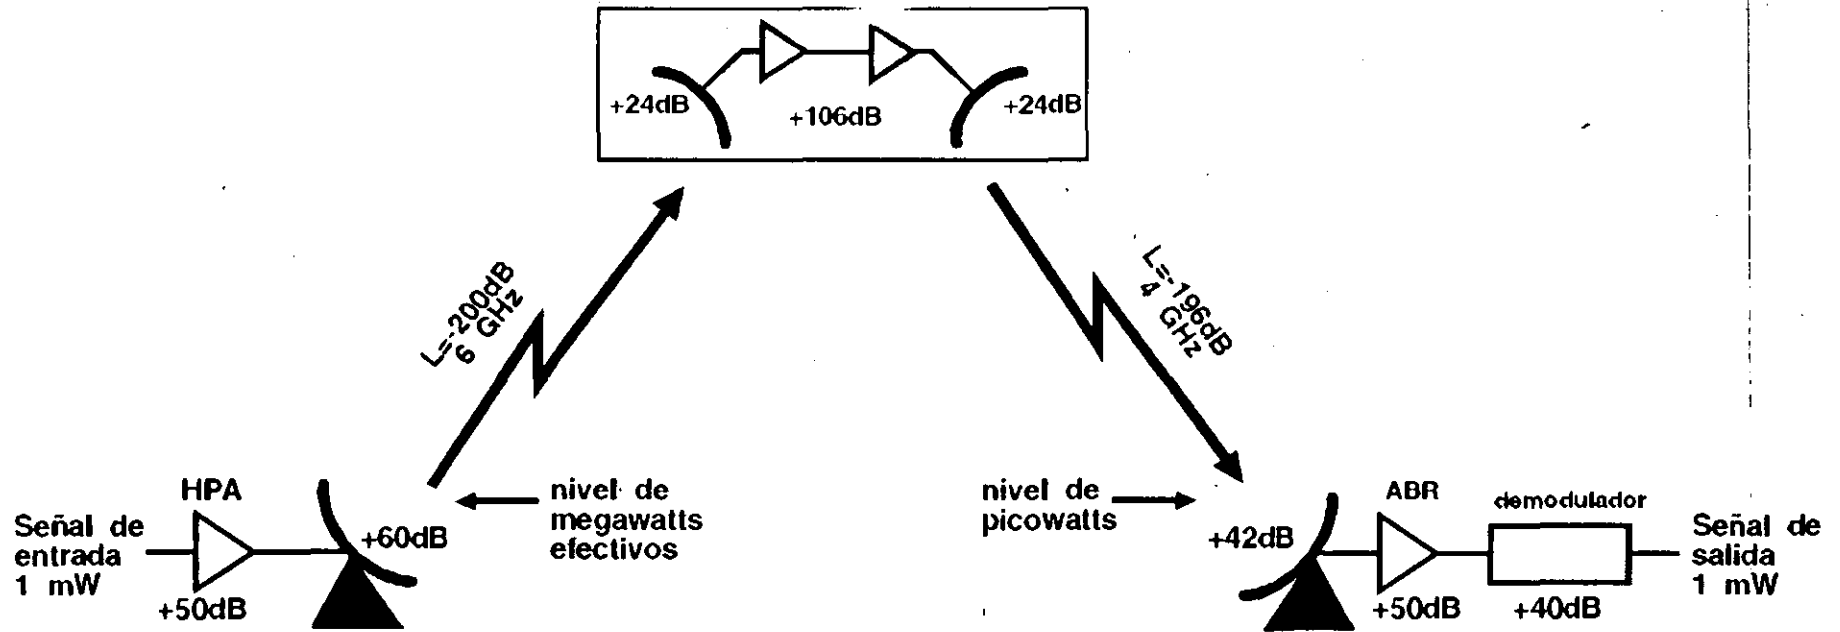 +24dB
+106dB
+24dB
L=-200dB
6 GHz
L=-196dB
4 GHz
HPA
Señal de
entrada
1 mW
+50dB
+60dB
nivel de
megawatts
efectivos
nivel de
picowatts
+42dB
ABR
+50dB
demodulador
+40dB
Señal de
salida
1 mW